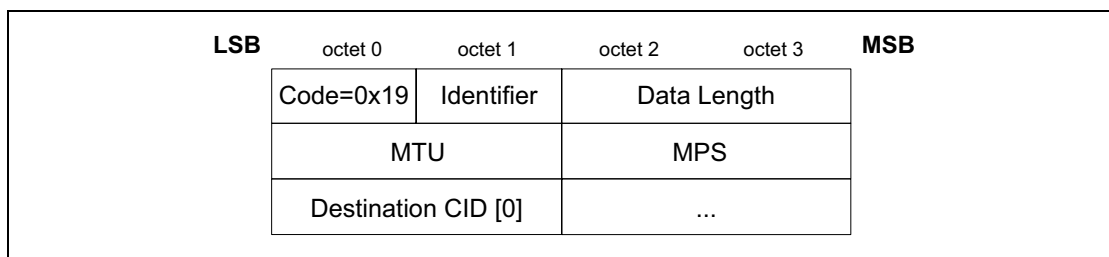 LSB octet 0 octet 1 octet 2 octet 3 MSB
Code=0x19 Identifier Data Length
MTU MPS
Destination CID [0] ...